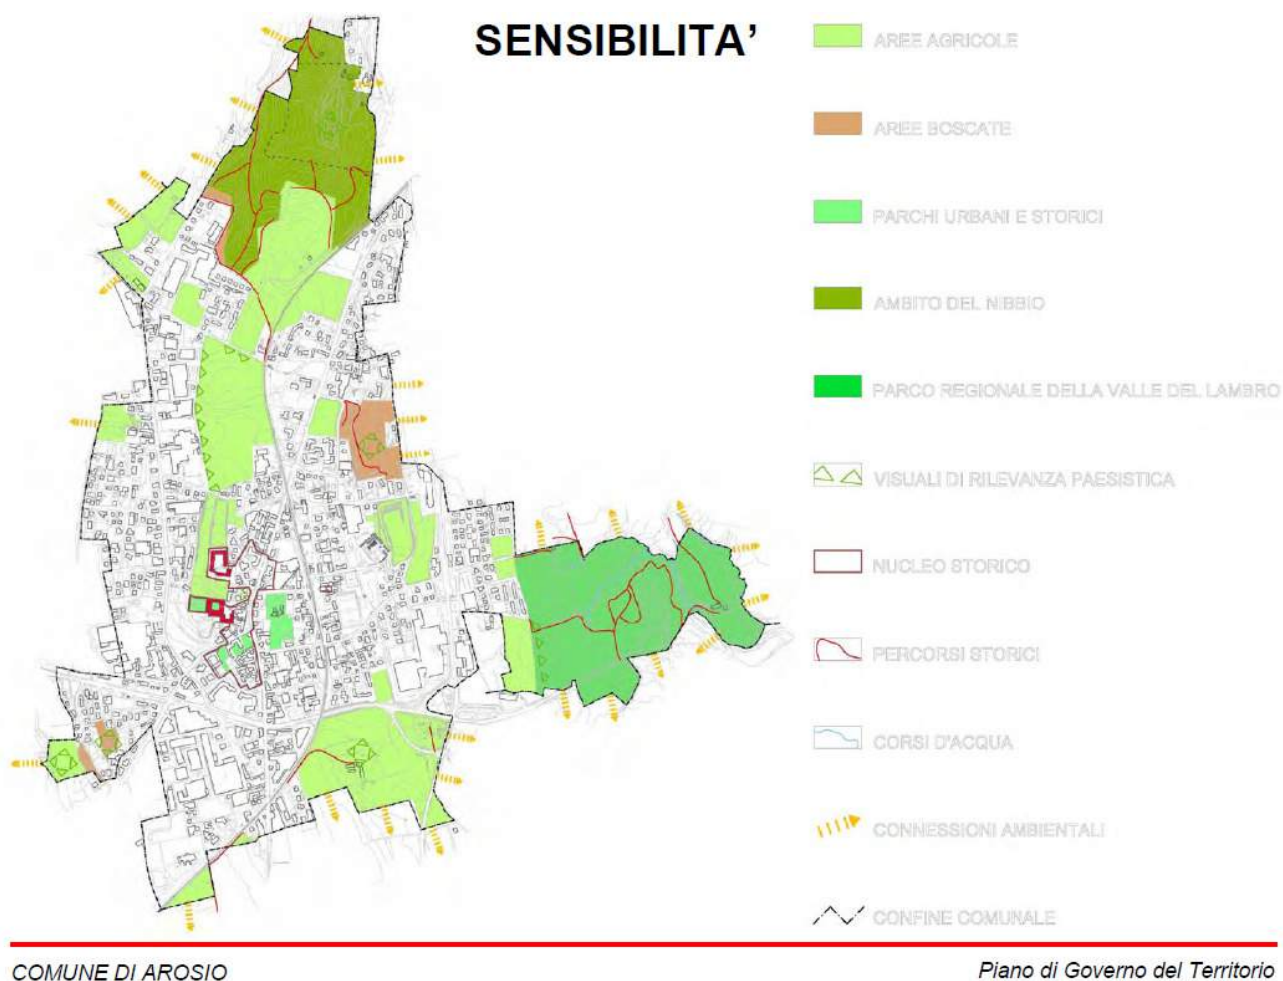 SENSIBILITA’
AREE AGRICOLE
AREE BOSCATE
PARCHI URBANI E STORICI
AMBITO DEL NIBBIO
PARCO REGIONALE DELLA VALLE DEL LAMBRO
VISUALI DI RILEVANZA PAESISTICA
NUCLEO STORICO
PERCORSI STORICI
CORSI D'ACQUA
CONNESSIONI AMBIENTALI
CONFINE COMUNALE
COMUNE DI AROSIO
Piano di Governo del Territorio